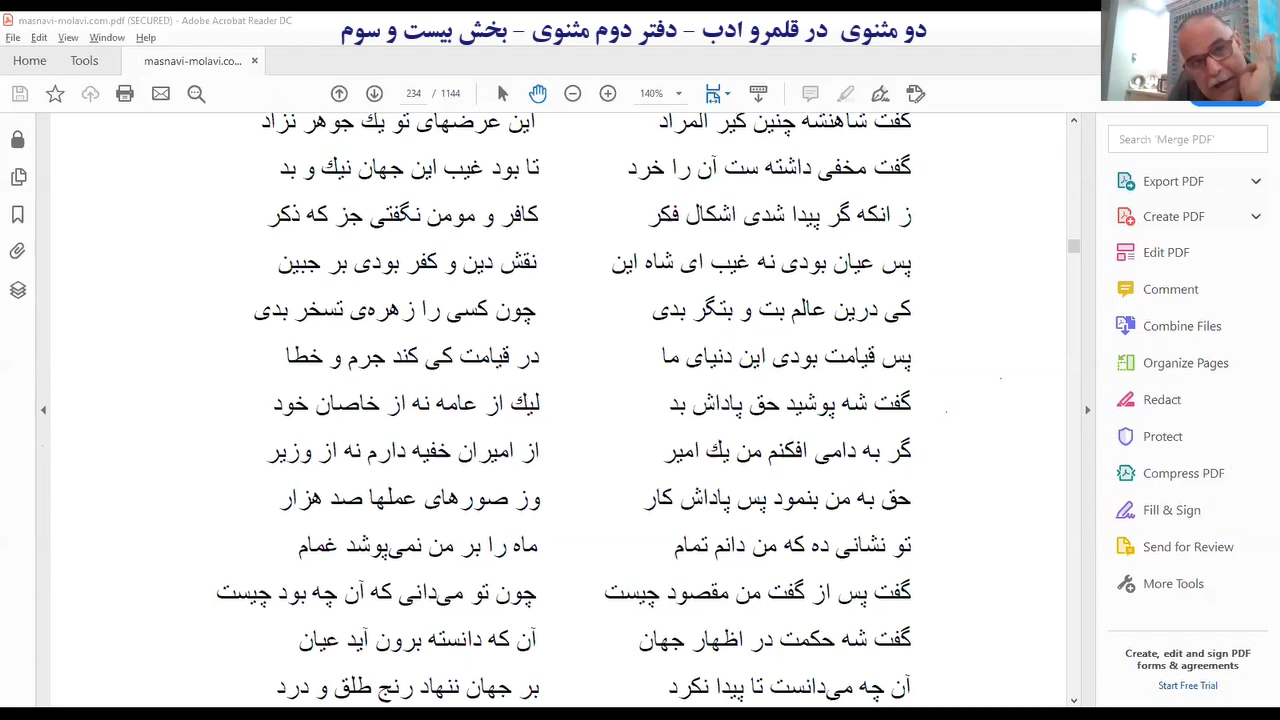 masnavi-molavi.com.pdf (SECURED) - Adobe Acrobat Reader DC
دو مثنوی در قلمرو ادب - دفتر دوم مثنوی - بخش بیست و سوم
File Edit View Window Help
Home Tools masnavi-molavi.co... ×
234 / 1144 140%
گفت شاهنشه چنین گیر المراد این عرضهای تو یك جوهر نزاد
گفت مخفی داشته ست آن را خرد تا بود غیب این جهان نیك و بد
ز انکه گر پیدا شدی اشکال فکر کافر و مومن نگفتی جز که ذکر
پس عیان بودی نه غیب ای شاه این نقش دین و کفر بودی بر جبین
کی درین عالم بت و بتگر بدی چون کسی را زهره‌ی تسخر بدی
پس قیامت بودی این دنیای ما در قیامت کی کند جرم و خطا
گفت شه پوشید حق پاداش بد لیك از عامه نه از خاصان خود
گر به دامی افکنم من یك امیر از امیران خفیه دارم نه از وزیر
حق به من بنمود پس پاداش کار وز صورهای عملها صد هزار
تو نشانی ده که من دانم تمام ماه را بر من نمی‌پوشد غمام
گفت پس از گفت من مقصود چیست چون تو می‌دانی که آن چه بود چیست
گفت شه حکمت در اظهار جهان آن که دانسته برون آید عیان
آن چه می‌دانست تا پیدا نکرد بر جهان ننهاد رنج طلق و درد
Search 'Merge PDF'
Export PDF
Create PDF
Edit PDF
Comment
Combine Files
Organize Pages
Redact
Protect
Compress PDF
Fill & Sign
Send for Review
More Tools
Create, edit and sign PDF
forms & agreements
Start Free Trial